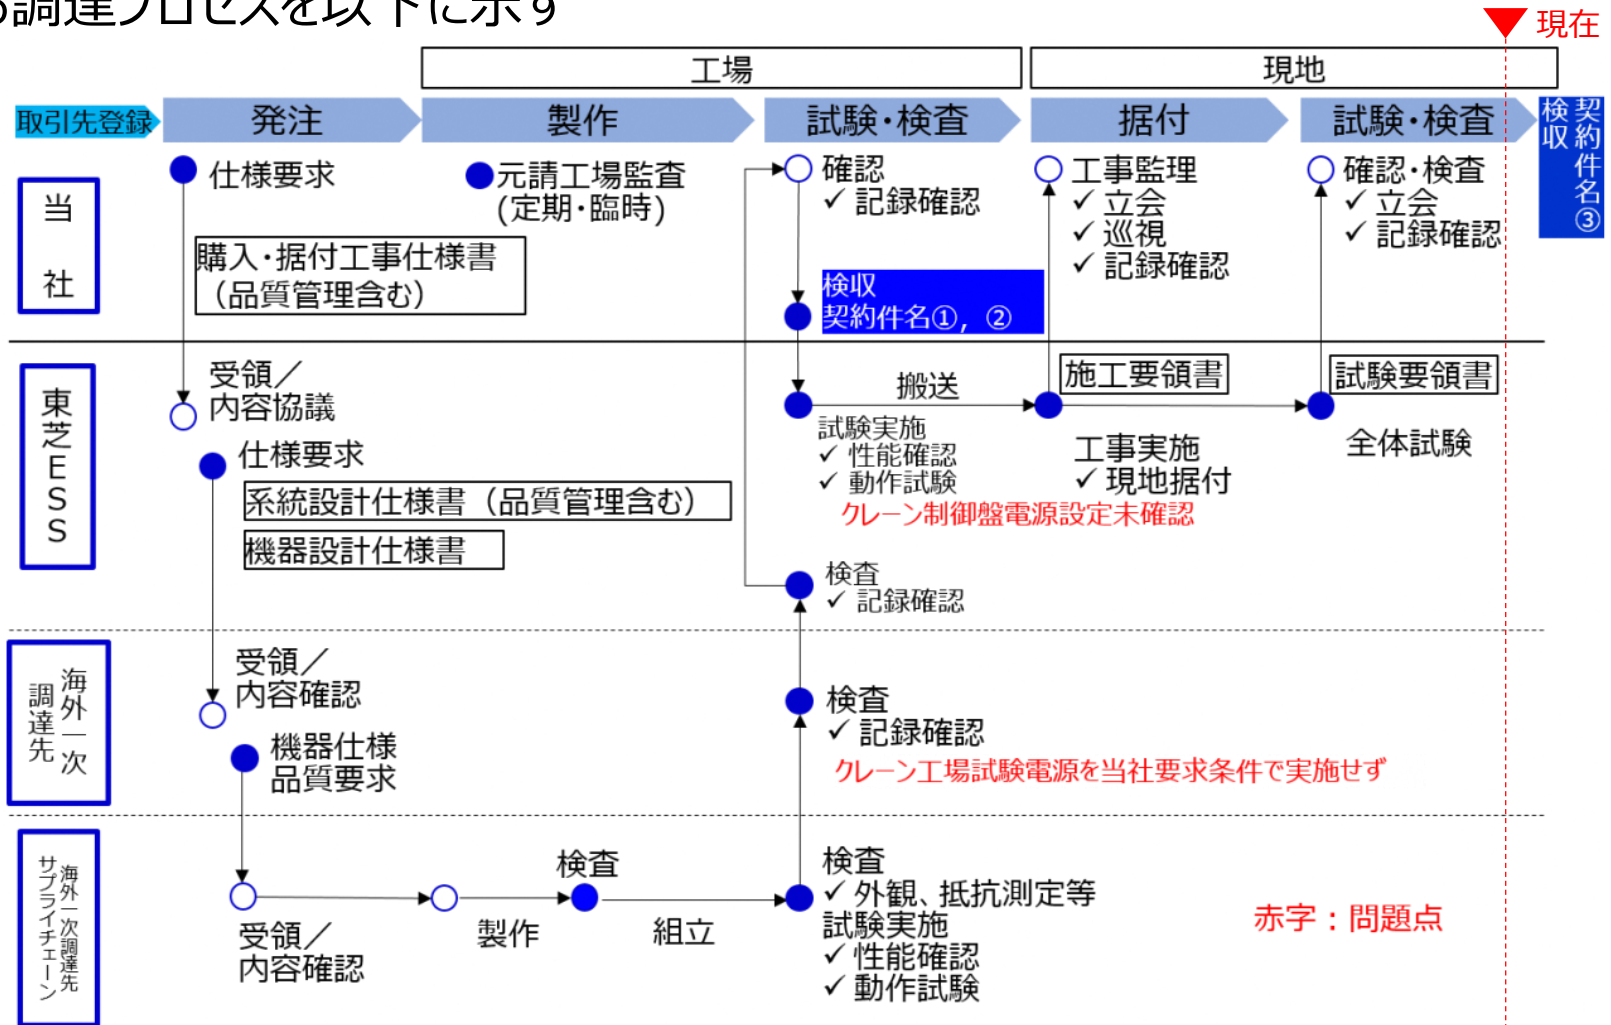 調達プロセスを以下に示す
現在
工場
現地
取引先登録
発注
製作
試験・検査
据付
試験・検査
契約件名③
検収
当社
仕様要求
購入・据付工事仕様書
（品質管理含む）
元請工場監査
(定期・臨時)
確認
✓ 記録確認
検収
契約件名①，②
工事監理
✓ 立会
✓ 巡視
✓ 記録確認
確認・検査
✓ 立会
✓ 記録確認
東芝ESS
受領／
内容協議
仕様要求
系統設計仕様書（品質管理含む）
機器設計仕様書
搬送
試験実施
✓ 性能確認
✓ 動作試験
クレーン制御盤電源設定未確認
施工要領書
工事実施
✓ 現地据付
試験要領書
全体試験
検査
✓ 記録確認
海外一次
調達先
受領／
内容確認
機器仕様
品質要求
検査
✓ 記録確認
クレーン工場試験電源を当社要求条件で実施せず
海外一次調達先
サプライチェーン
受領／
内容確認
製作
検査
組立
検査
✓ 外観、抵抗測定等
試験実施
✓ 性能確認
✓ 動作試験
赤字：問題点